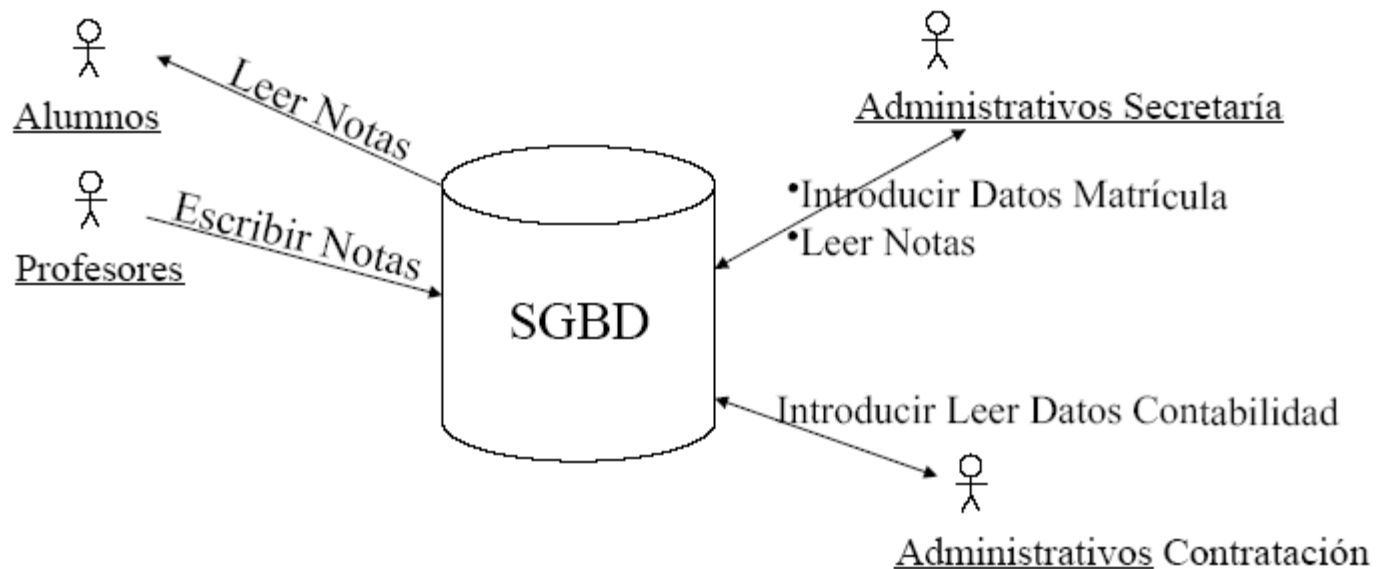 Alumnos
Leer Notas
Profesores
Escribir Notas
SGBD
Administrativos Secretaría
•Introducir Datos Matrícula
•Leer Notas
Introducir Leer Datos Contabilidad
Administrativos Contratación